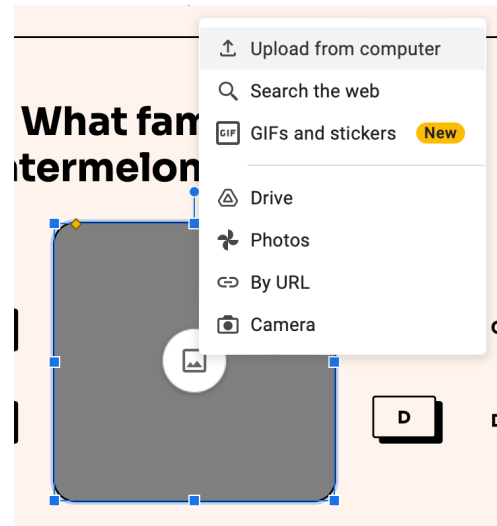 Upload from computer
Search the web
GIF
GIFs and stickers New
What fam
termelon
Drive
Photos
By URL
Camera
D